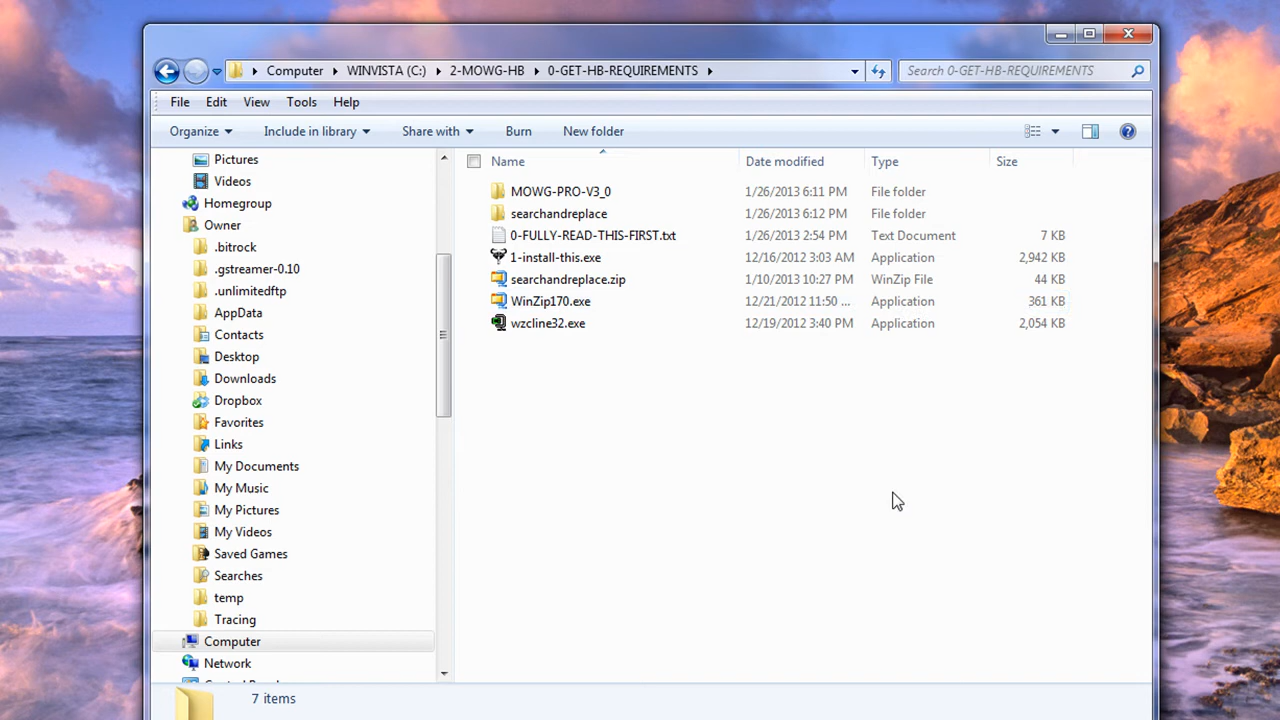 Computer WINVISTA (C:) 2-MOWG-HB 0-GET-HB-REQUIREMENTS Search 0-GET-HB-REQUIREMENTS
File Edit View Tools Help
Organize Include in library Share with Burn New folder
Pictures
Videos
Homegroup
Owner
.bitrock
.gstreamer-0.10
.unlimitedftp
AppData
Contacts
Desktop
Downloads
Dropbox
Favorites
Links
My Documents
My Music
My Pictures
My Videos
Saved Games
Searches
temp
Tracing
Computer
Network
Name Date modified Type Size
MOWG-PRO-V3_0 1/26/2013 6:11 PM File folder
searchandreplace 1/26/2013 6:12 PM File folder
0-FULLY-READ-THIS-FIRST.txt 1/26/2013 2:54 PM Text Document 7 KB
1-install-this.exe 12/16/2012 3:03 AM Application 2,942 KB
searchandreplace.zip 1/10/2013 10:27 PM WinZip File 44 KB
WinZip170.exe 12/21/2012 11:50 ... Application 361 KB
wzcline32.exe 12/19/2012 3:40 PM Application 2,054 KB
7 items